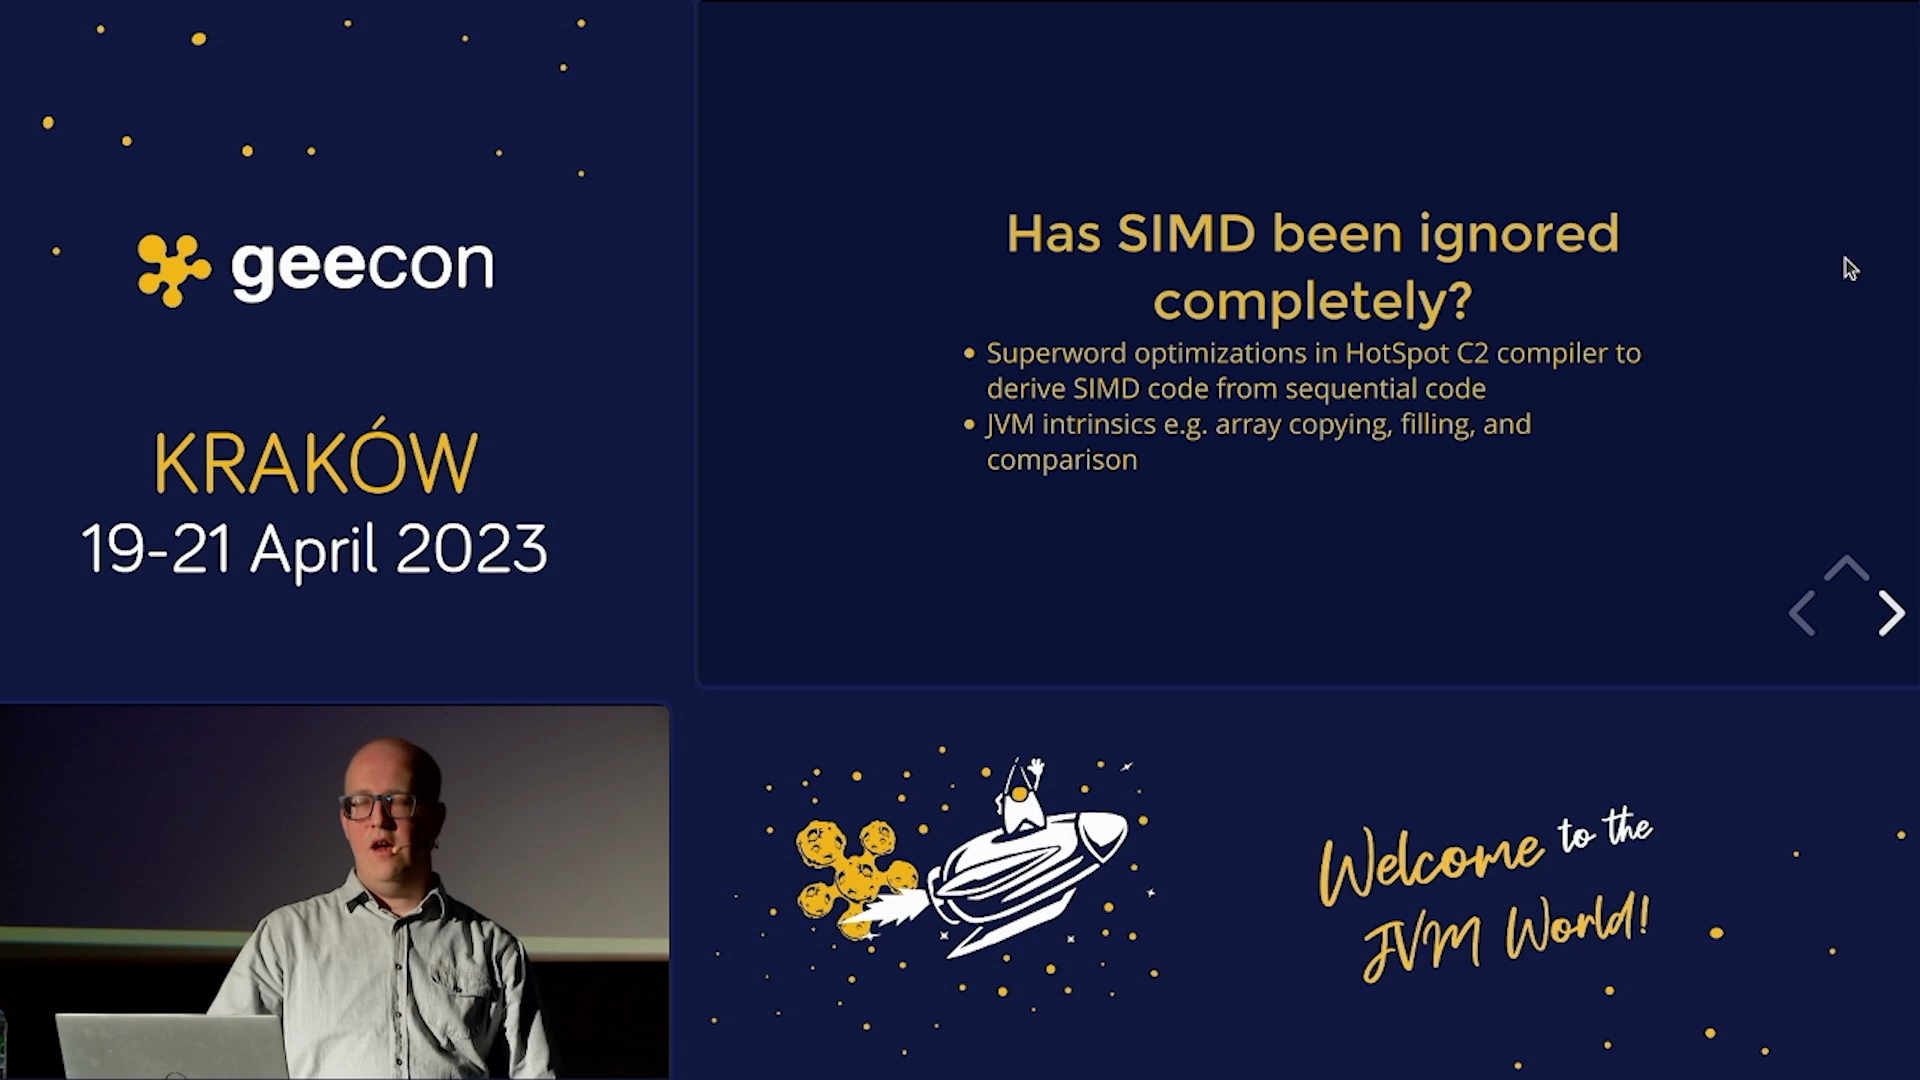 geecon
KRAKÓW
19-21 April 2023
Has SIMD been ignored
completely?
Superword optimizations in HotSpot C2 compiler to
derive SIMD code from sequential code
JVM intrinsics e.g. array copying, filling, and
comparison
Welcome to the
JVM World!